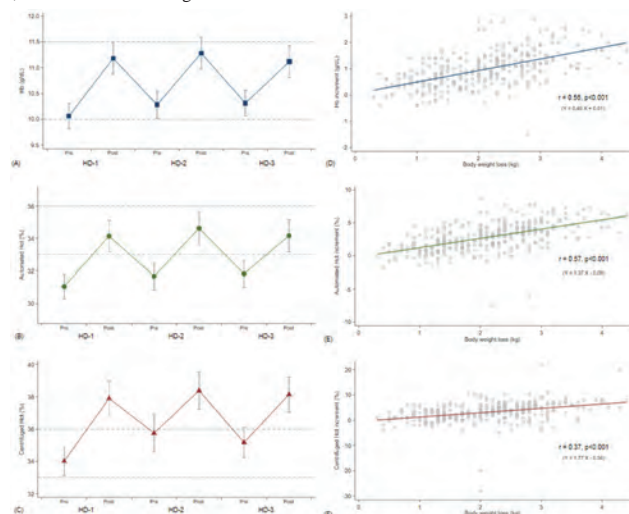 Hb (g/dL)
11.5
11.0
10.5
10.0
9.5
Pre Post Pre Post Pre Post
HD-1 HD-2 HD-3
(A)
Hb increment (g/dL)
3
2
1
0
r = 0.55, p<0.001
1 2 3 4
Body weight loses (kg)
(D)
Automated Hct (%)
36
34
32
30
Pre Post Pre Post Pre Post
HD-1 HD-2 HD-3
(B)
Automated Hct increment (%)
10
5
0
-5
-10
r = 0.57, p<0.001
1 2 3 4
Body weight loss (kg)
(E)
Centrifuged Hct (%)
40
38
36
34
32
Pre Post Pre Post Pre Post
HD-1 HD-2 HD-3
(C)
Centrifuged Hct increment (%)
20
10
0
-10
-20
-30
r = 0.37, p<0.001
1 2 3 4